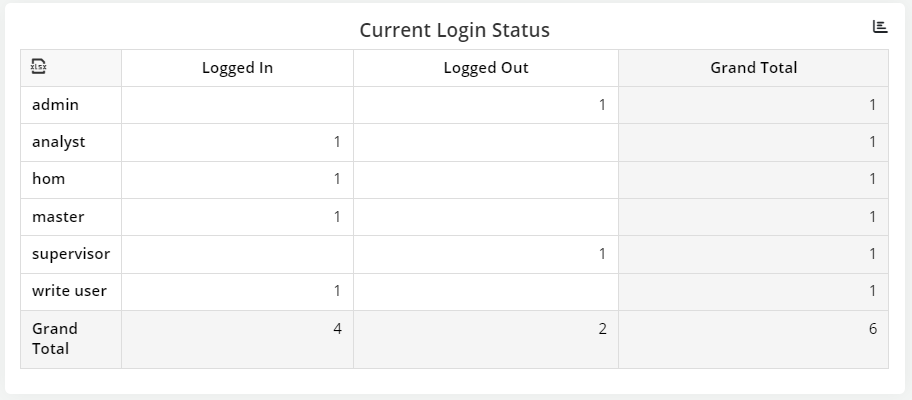 Current Login Status
xlsx Logged In Logged Out Grand Total
admin 1 1
analyst 1 1
hom 1 1
master 1 1
supervisor 1 1
write user 1 1
Grand
Total 4 2 6